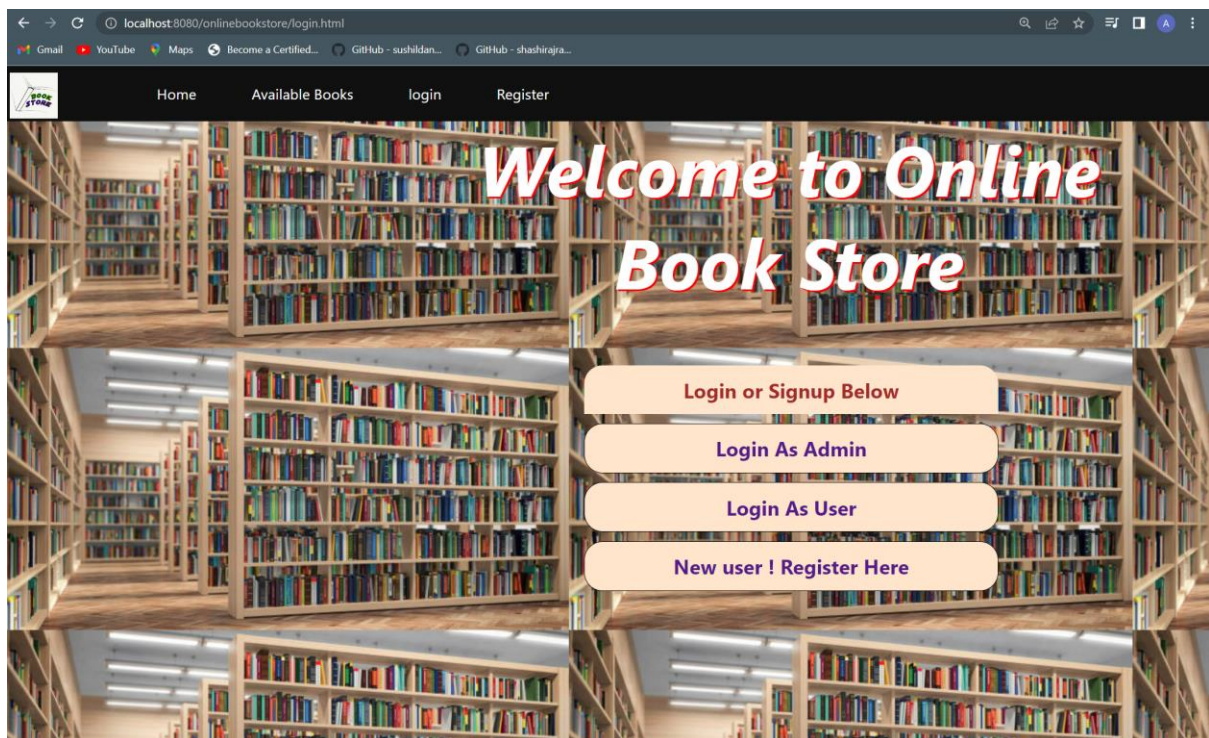 localhost:8080/onlinebookstore/login.html
A
Gmail YouTube Maps Become a Certified... GitHub - sushildan... GitHub - shashirajra...
BOOK
STORE
Home Available Books login Register
Welcome to Online
Book Store
Login or Signup Below
Login As Admin
Login As User
New user ! Register Here